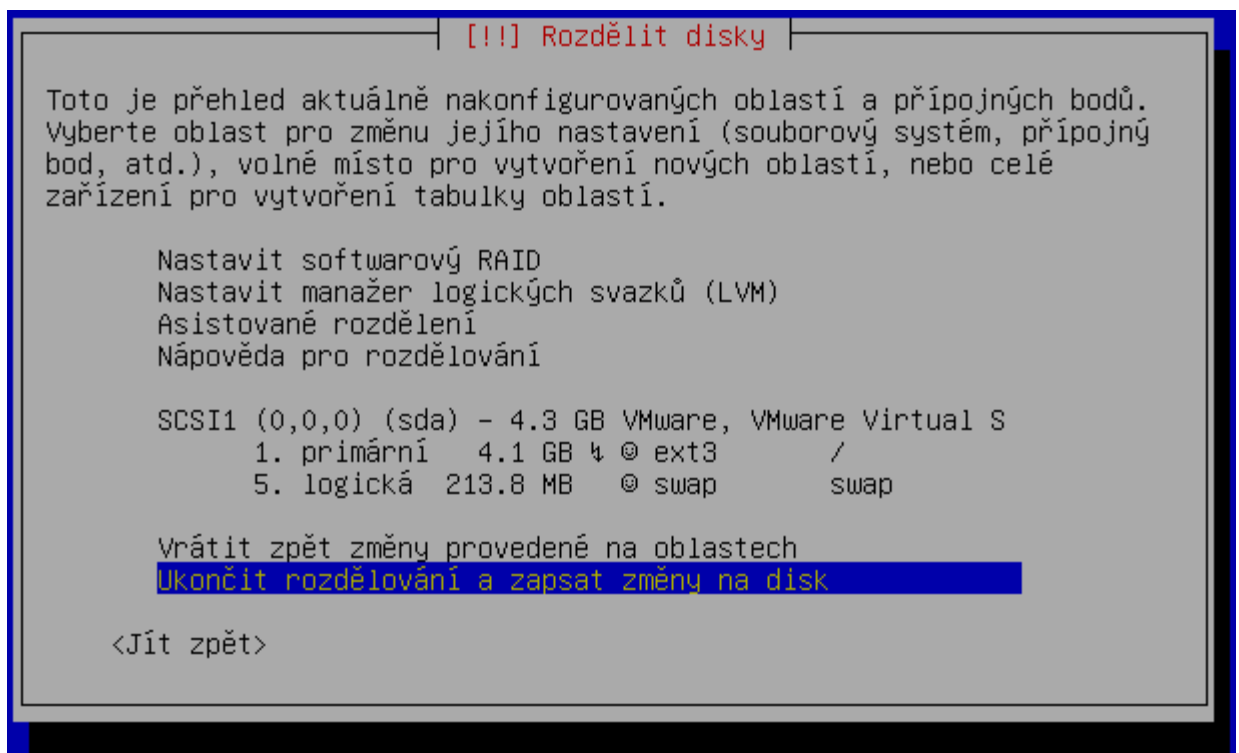 [!!] Rozdělit disky
Toto je přehled aktuálně nakonfigurovaných oblastí a přípojných bodů.
Vyberte oblast pro změnu jejího nastavení (souborový systém, přípojný
bod, atd.), volné místo pro vytvoření nových oblastí, nebo celé
zařízení pro vytvoření tabulky oblastí.
Nastavit softwarový RAID
Nastavit manažer logických svazků (LVM)
Asistované rozdělení
Nápověda pro rozdělování
SCSI1 (0,0,0) (sda) - 4.3 GB VMware, VMware Virtual S
1. primární 4.1 GB ↯ ☺ ext3 /
5. logická 213.8 MB ☺ swap swap
Vrátit zpět změny provedené na oblastech
Ukončit rozdělování a zapsat změny na disk
<Jít zpět>